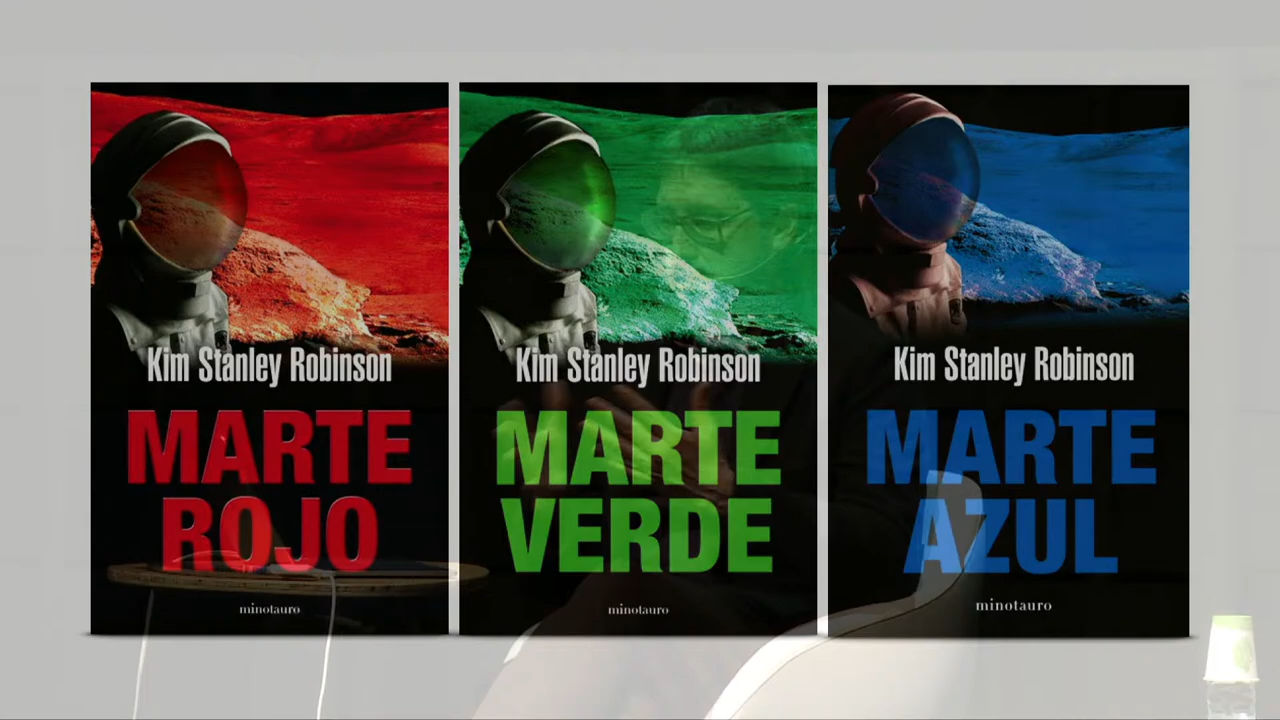 Kim Stanley Robinson
MARTE
ROJO
minotauro
Kim Stanley Robinson
MARTE
VERDE
minotauro
Kim Stanley Robinson
MARTE
AZUL
minotauro